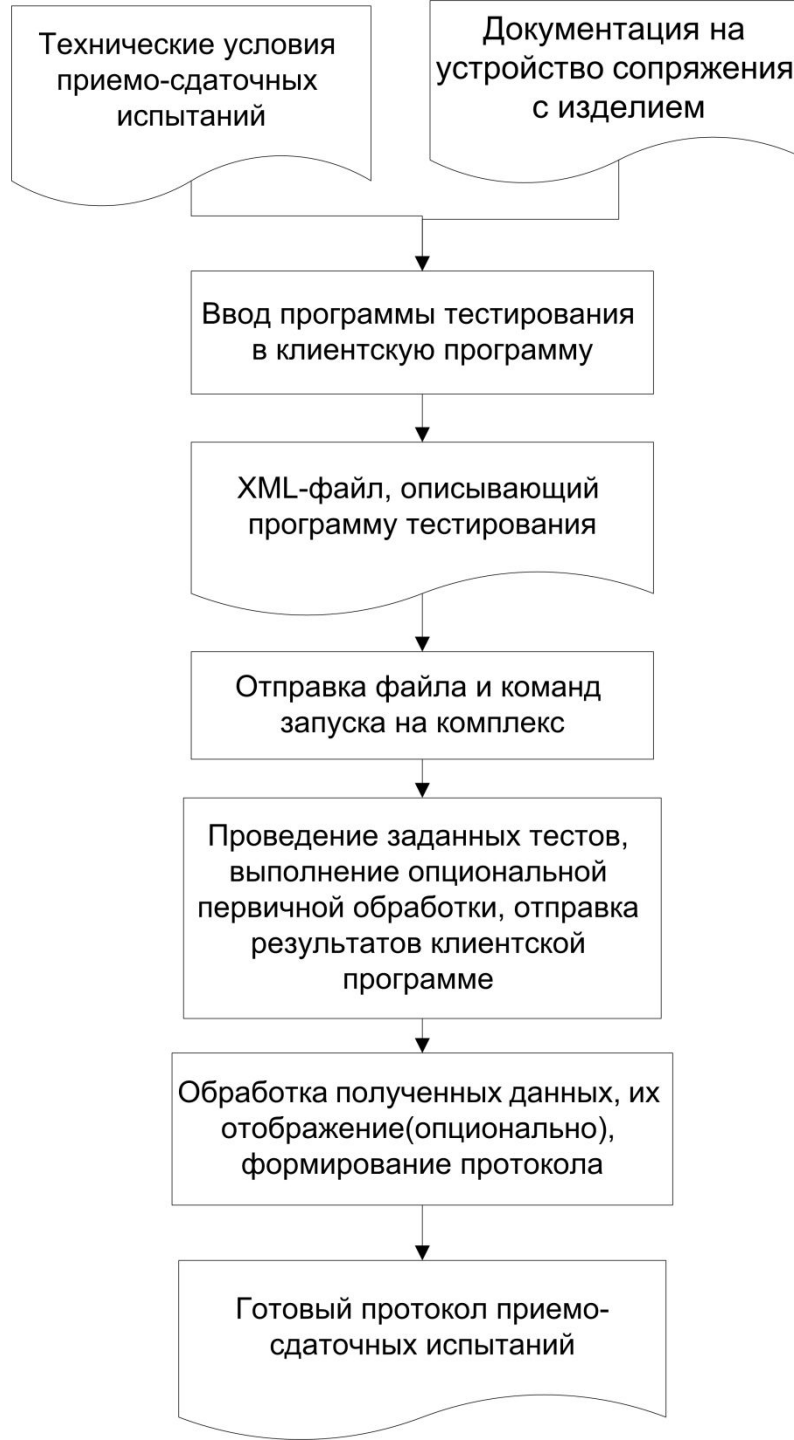 Технические условия
приемо-сдаточных
испытаний
Документация на
устройство сопряжения
с изделием
Ввод программы тестирования
в клиентскую программу
XML-файл, описывающий
программу тестирования
Отправка файла и команд
запуска на комплекс
Проведение заданных тестов,
выполнение опциональной
первичной обработки, отправка
результатов клиентской
программе
Обработка полученных данных, их
отображение(опционально),
формирование протокола
Готовый протокол приемо-
сдаточных испытаний